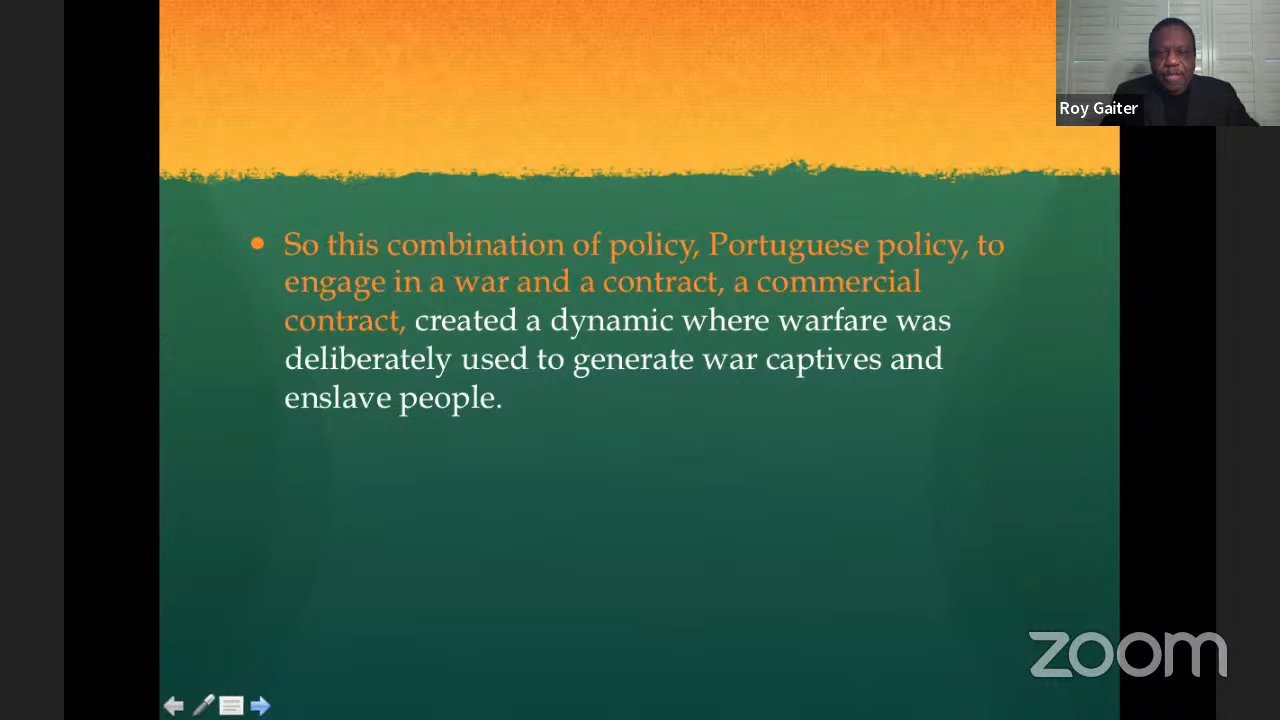 Roy Gaiter
• So this combination of policy, Portuguese policy, to
engage in a war and a contract, a commercial
contract, created a dynamic where warfare was
deliberately used to generate war captives and
enslave people.
zoom